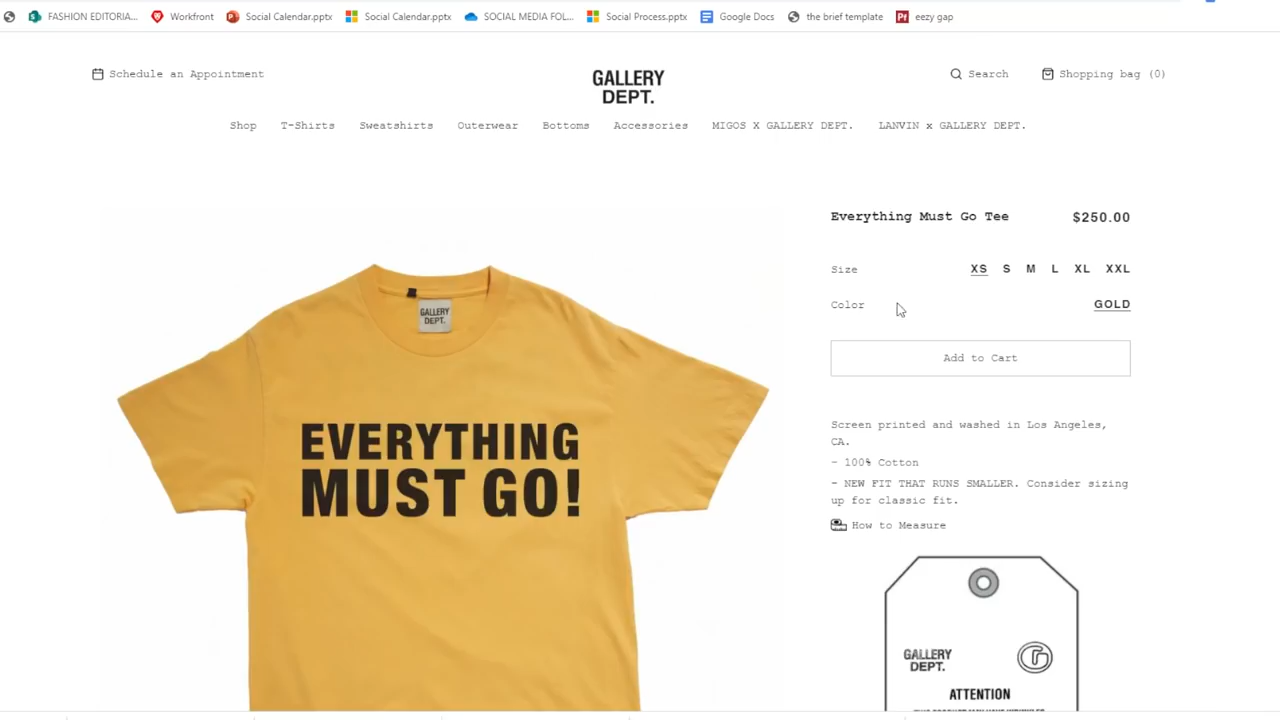 FASHION EDITORIA...
Workfront
Social Calendar.pptx
Social Calendar.pptx
SOCIAL MEDIA FOL...
Social Process.pptx
Google Docs
the brief template
Pf
eezy gap
Schedule an Appointment
GALLERY
DEPT.
Search
Shopping bag (0)
Shop
T-Shirts
Sweatshirts
Outerwear
Bottoms
Accessories
MIGOS X GALLERY DEPT.
LANVIN x GALLERY DEPT.
Everything Must Go Tee
$250.00
Size
XS S M L XL XXL
Color
GOLD
Add to Cart
GALLERY
DEPT.
EVERYTHING
MUST GO!
Screen printed and washed in Los Angeles,
CA.
- 100% Cotton
- NEW FIT THAT RUNS SMALLER. Consider sizing
up for classic fit.
How to Measure
GALLERY
DEPT.
ATTENTION